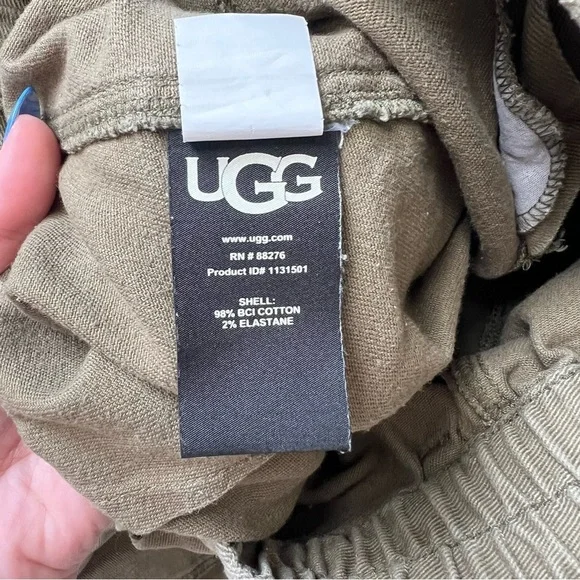 UGG
www.ugg.com
RN # 88276
Product ID# 1131501
SHELL:
98% BCI COTTON
2% ELASTANE